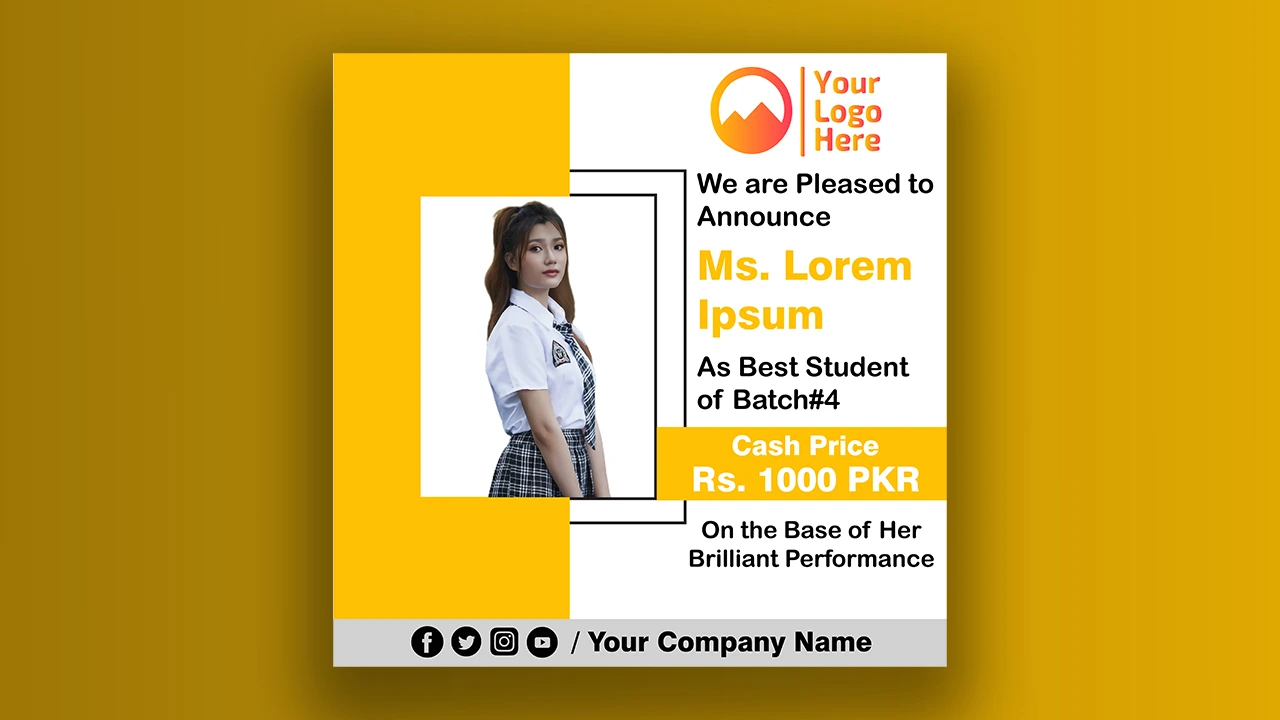 Your
Logo
Here
We are Pleased to
Announce
Ms. Lorem
Ipsum
As Best Student
of Batch#4
Cash Price
Rs. 1000 PKR
On the Base of Her
Brilliant Performance
/ Your Company Name